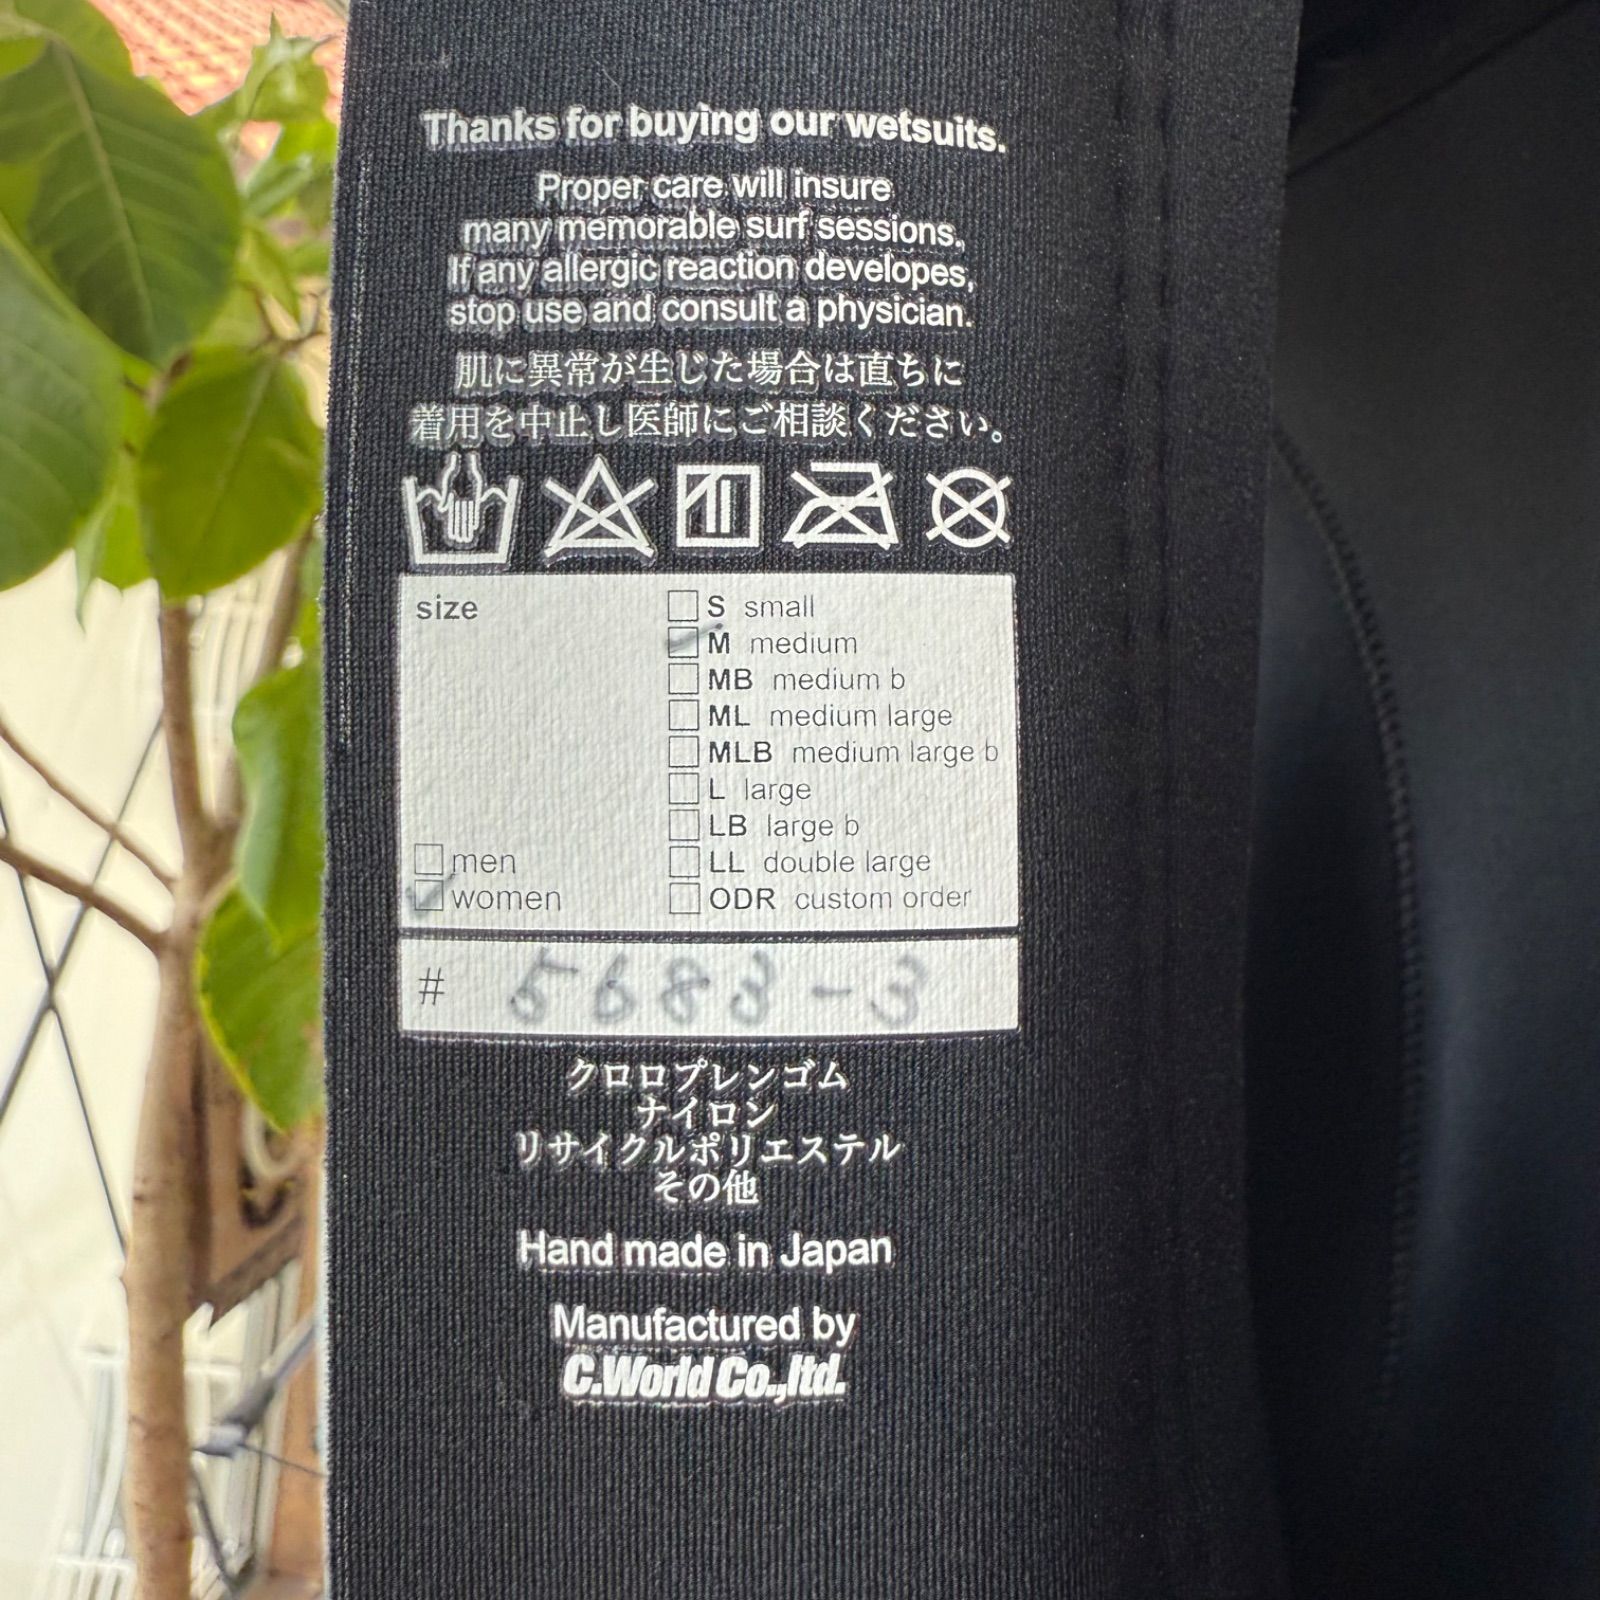 Thanks for buying our wetsuits.
Proper care will insure
many memorable surf sessions.
If any allergic reaction developes,
stop use and consult a physician.
肌に異常が生じた場合は直ちに
着用を中止し医師にご相談ください。
size
S small
M medium
MB medium b
ML medium large
MLB medium large b
L large
LB large b
LL double large
ODR custom order
men
women
# 5683-3
クロロプレンゴム
ナイロン
リサイクルポリエステル
その他
Hand made in Japan
Manufactured by
C.World Co.,ltd.